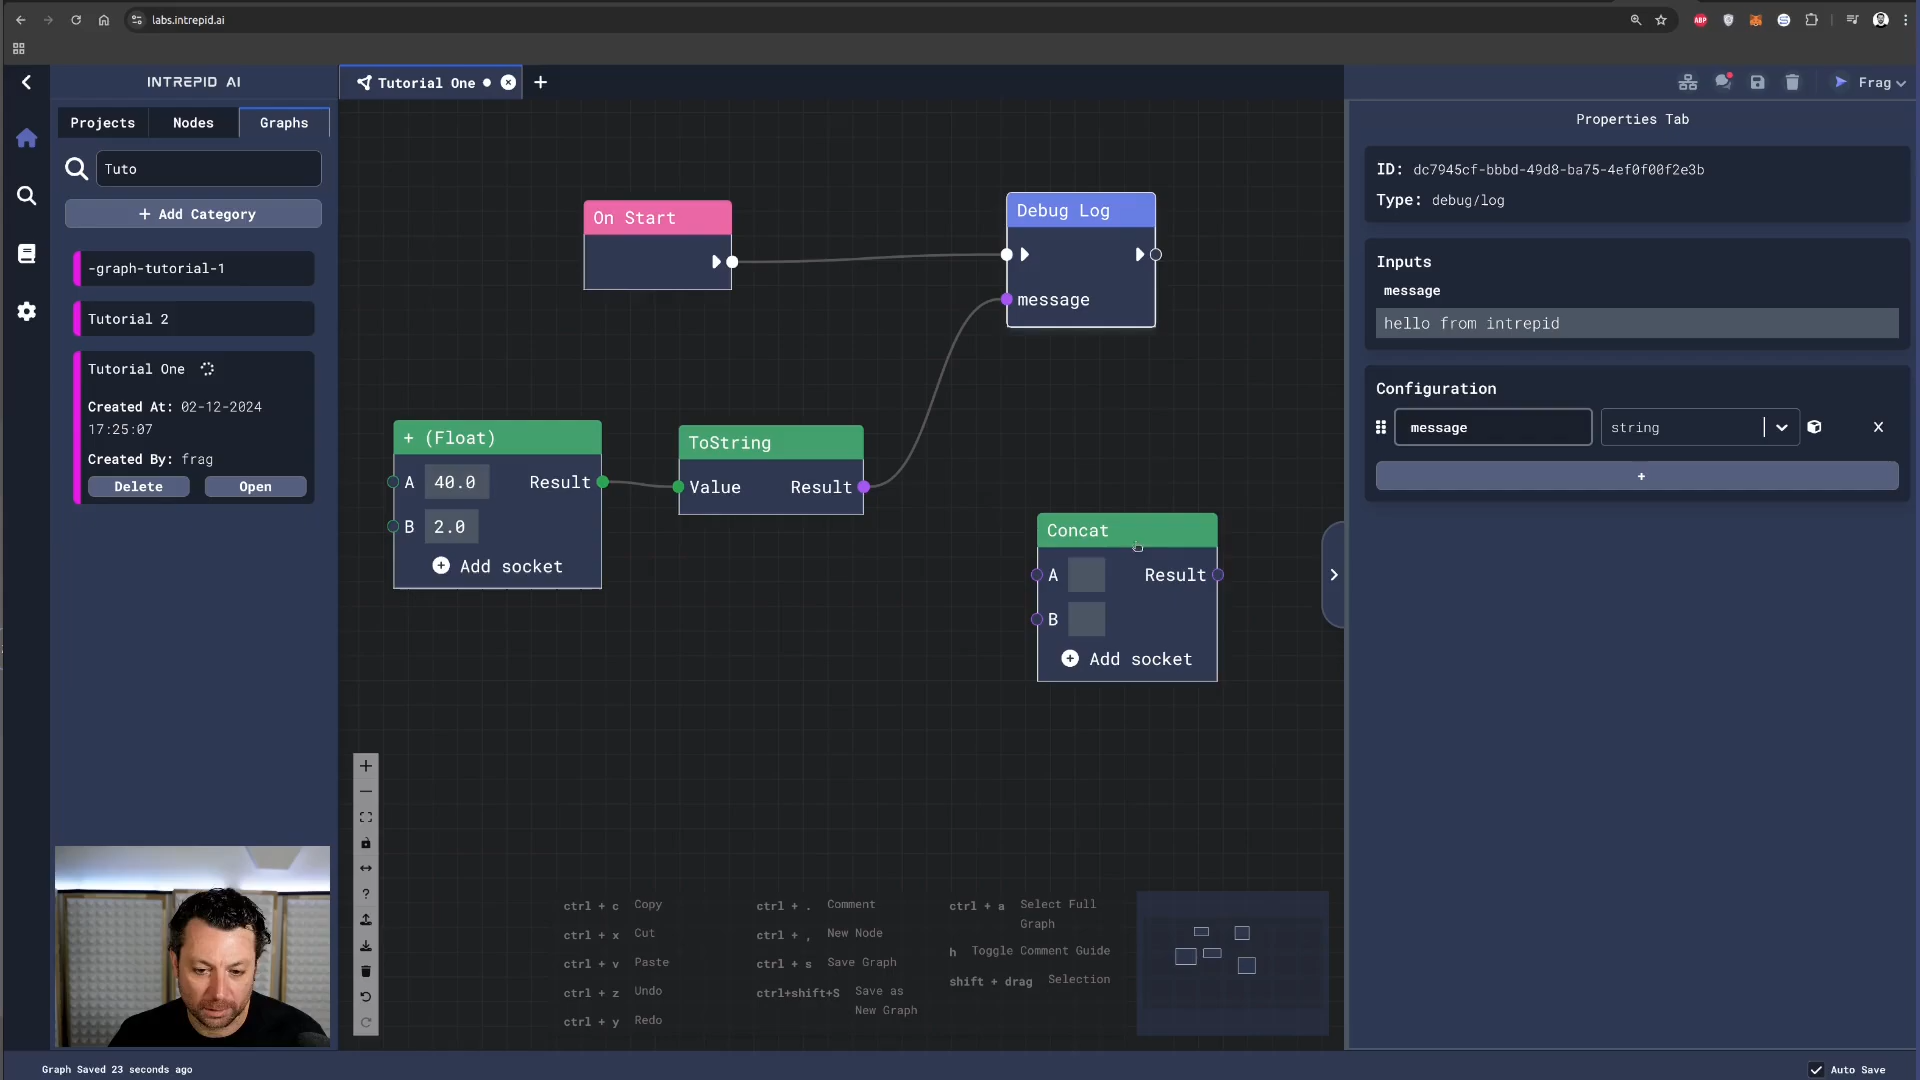 labs.intrepid.ai
ABP
INTREPID AI
Projects
Nodes
Graphs
Tuto
+ Add Category
-graph-tutorial-1
Tutorial 2
Tutorial One
Created At: 02-12-2024
17:25:07
Created By: frag
Delete
Open
Tutorial One
On Start
Debug Log
message
+ (Float)
A 40.0 Result
B 2.0
Add socket
ToString
Value Result
Concat
A Result
B
Add socket
ctrl + c Copy
ctrl + x Cut
ctrl + v Paste
ctrl + z Undo
ctrl + y Redo
ctrl + . Comment
ctrl + , New Node
ctrl + s Save Graph
ctrl+shift+S Save as
New Graph
ctrl + a Select Full
Graph
h Toggle Comment Guide
shift + drag Selection
Frag
Properties Tab
ID: dc7945cf-bbbd-49d8-ba75-4ef0f00f2e3b
Type: debug/log
Inputs
message
hello from intrepid
Configuration
message
string
X
+
Graph Saved 23 seconds ago
Auto Save